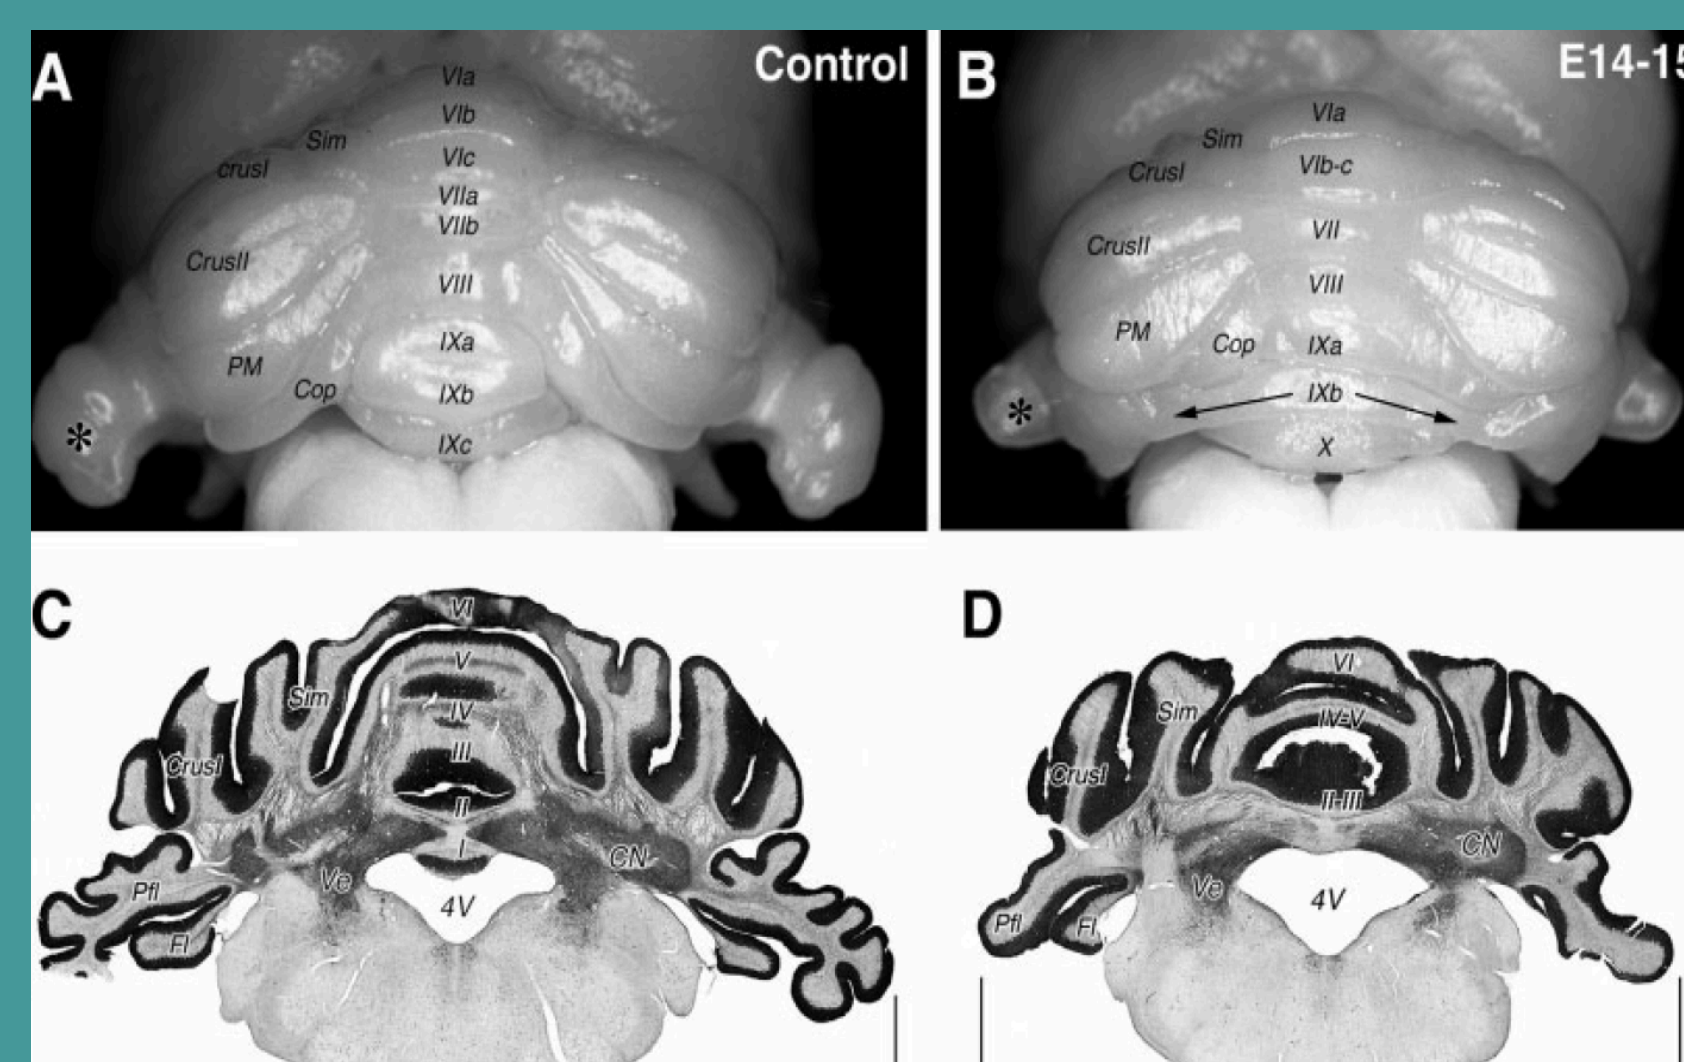 A
Control
VIa
VIb
Sim
VIc
crusI
VIIa
VIIb
CrusII
VIII
IXa
PM
Cop
IXb
*
IXc
B
E14-15
VIa
Sim
VIb-c
CrusI
VII
CrusII
VIII
PM
Cop
IXa
IXb
*
X
C
VI
V
Sim
IV
III
CrusI
II
I
CN
Ve
Pfl
4V
Fl
D
VI
Sim
IV-V
CrusI
II-III
CN
Ve
4V
Pfl
Fl